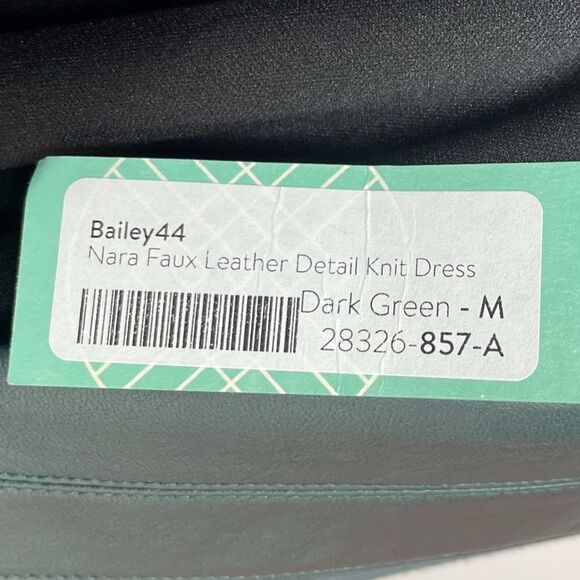 Bailey44
Nara Faux Leather Detail Knit Dress
Dark Green - M
28326-857-A